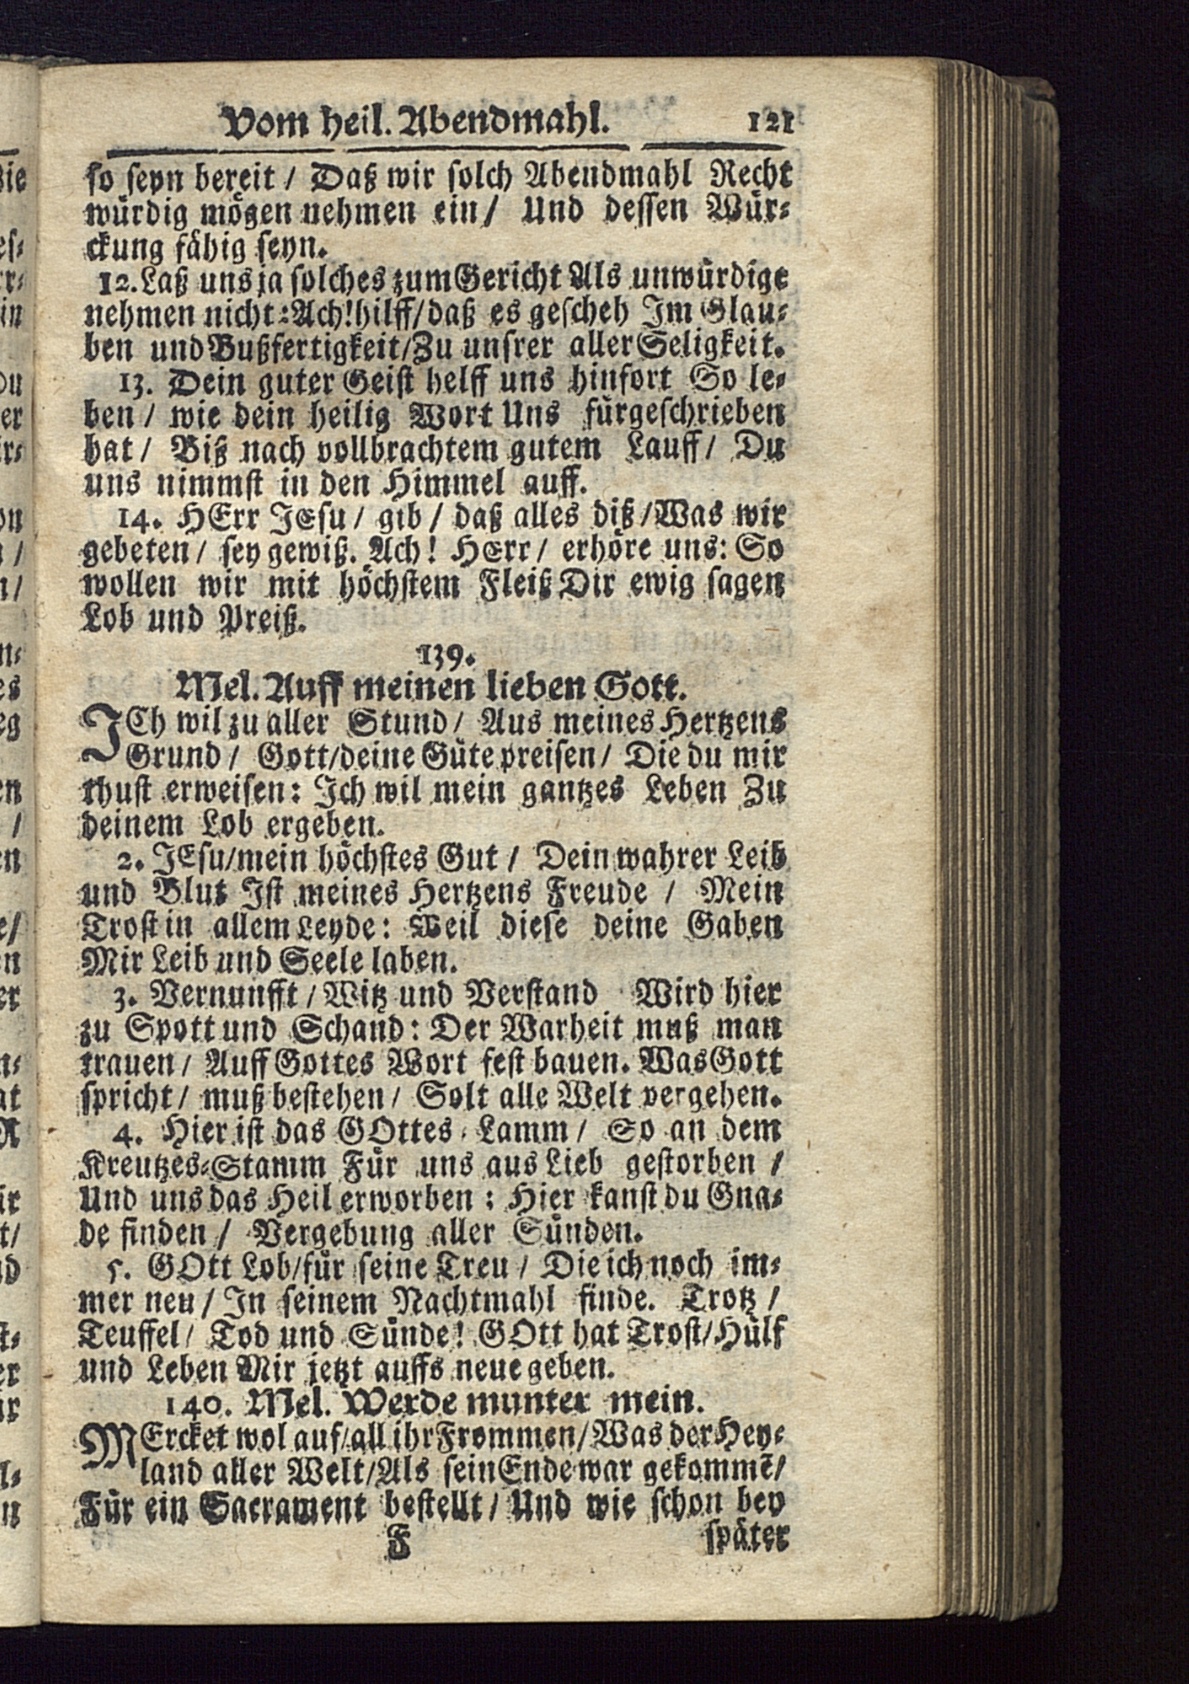 Vom heil. Abendmahl. 121
so seyn bereit / Daß wir solch Abendmahl Recht
würdig mögen nehmen ein / Und dessen Wür-
ckung fähig seyn.
12. Laß uns ja solches zum Gericht Als unwürdige
nehmen nicht: Ach! hilff / daß es gescheh Im Glau-
ben und Bußfertigkeit / Zu unsrer aller Seligkeit.
13. Dein guter Geist helff uns hinfort So le-
ben / wie dein heilig Wort Uns fürgeschrieben
hat / Biß nach vollbrachtem gutem Lauff / Du
uns nimmst in den Himmel auff.
14. HErr JEsu / gib / daß alles diß / Was wir
gebeten / sey gewiß. Ach! HErr / erhöre uns: So
wollen wir mit höchstem Fleiß Dir ewig sagen
Lob und Preiß.
139.
Mel. Auff meinen lieben Gott.
ICh wil zu aller Stund / Aus meines Hertzens
Grund / Gott / deine Güte preisen / Die du mir
thust erweisen: Ich wil mein gantzes Leben Zu
deinem Lob ergeben.
2. JEsu / mein höchstes Gut / Dein wahrer Leib
und Blut Ist meines Hertzens Freude / Mein
Trost in allem Leyde: Weil diese deine Gaben
Mir Leib und Seele laben.
3. Vernunfft / Witz und Verstand Wird hier
zu Spott und Schand: Der Warheit muß man
trauen / Auff Gottes Wort fest bauen. Was Gott
spricht / muß bestehen / Solt alle Welt vergehen.
4. Hier ist das GOttes-Lamm / So an dem
Kreutzes-Stamm Für uns aus Lieb gestorben /
Und uns das Heil erworben: Hier kanst du Gna-
de finden / Vergebung aller Sünden.
5. GOtt Lob / für seine Treu / Die ich noch im-
mer neu / In seinem Nachtmahl finde. Trotz /
Teuffel / Tod und Sünde! GOtt hat Trost / Hülf
und Leben Mir jetzt auffs neue geben.
140. Mel. Werde munter mein.
MErcket wol auf / all ihr Frommen / Was der Hey-
land aller Welt / Als sein Ende war gekommē /
Für ein Sacrament bestellt / Und wie schon bey
F später